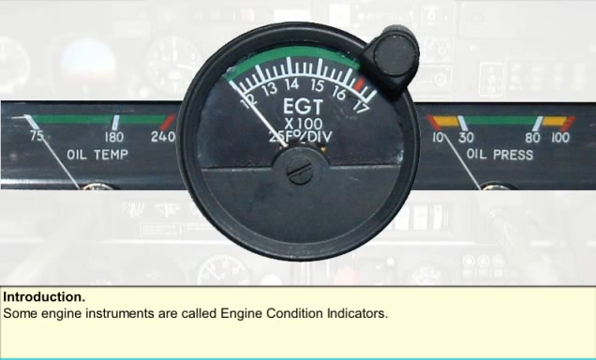 12 13 14 15 16 17
EGT
X100
25F°/DIV
75 180 240
OIL TEMP
10 30 80 100
OIL PRESS
Introduction.
Some engine instruments are called Engine Condition Indicators.